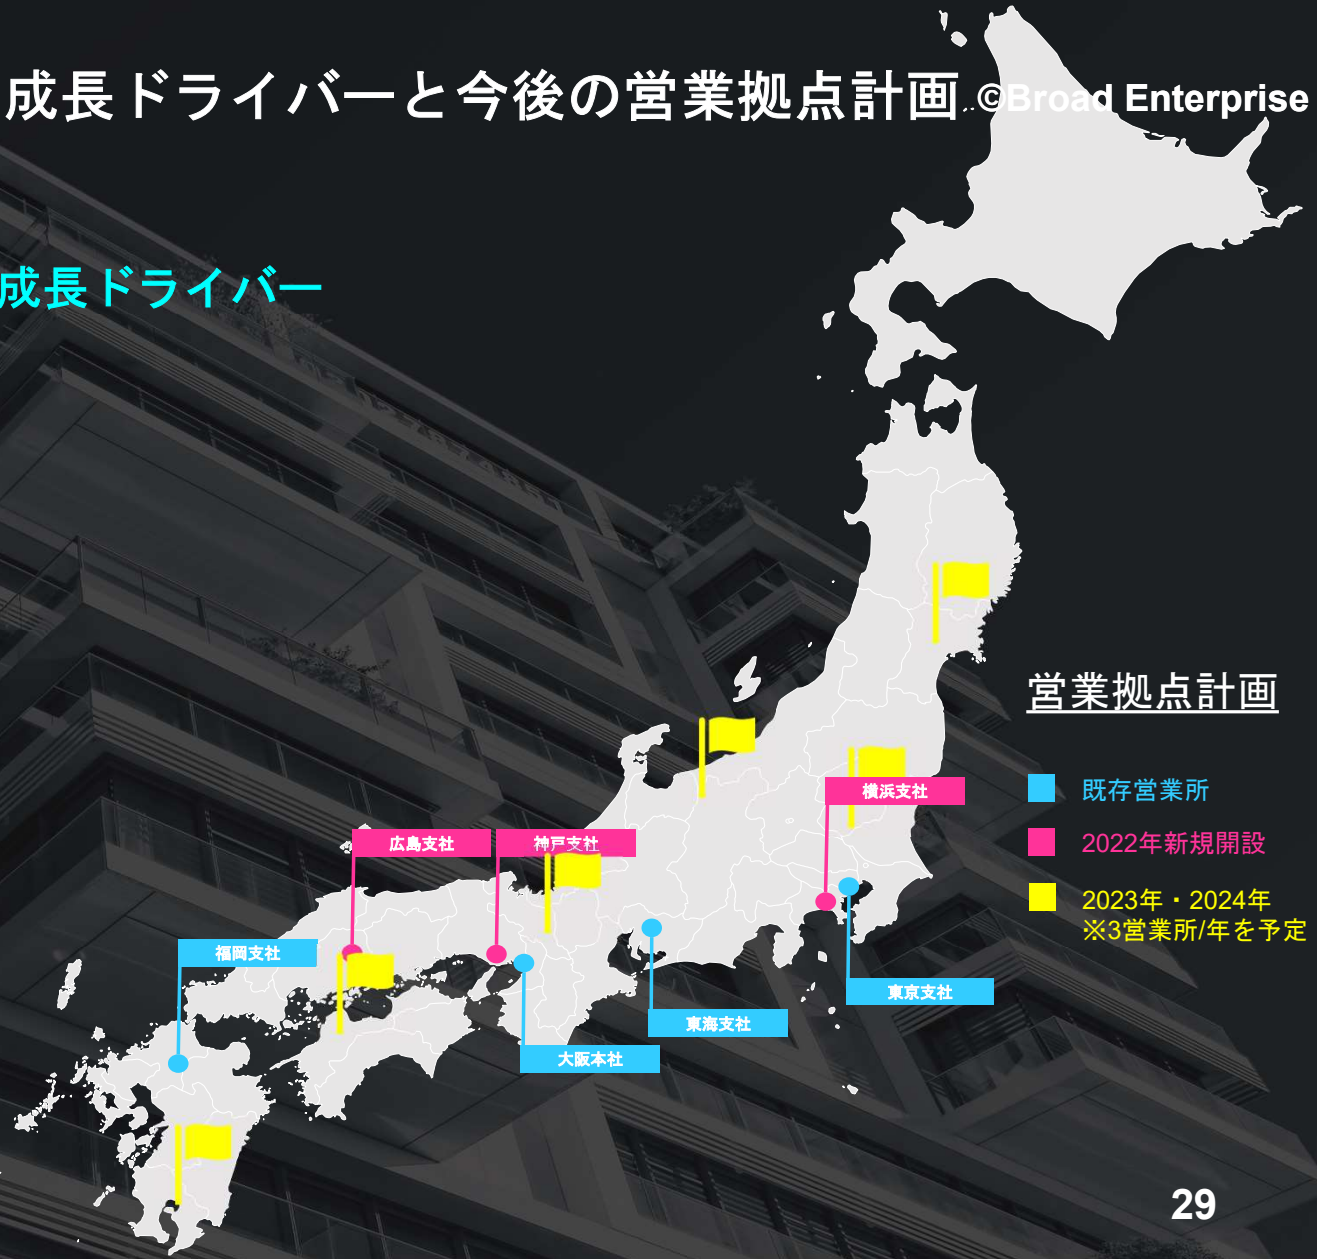 成長ドライバーと今後の営業拠点計画
©Broad Enterprise
成長ドライバー
営業拠点計画
既存営業所
2022年新規開設
2023年・2024年
※3営業所/年を予定
横浜支社
広島支社
神戸支社
福岡支社
東京支社
東海支社
大阪本社
29